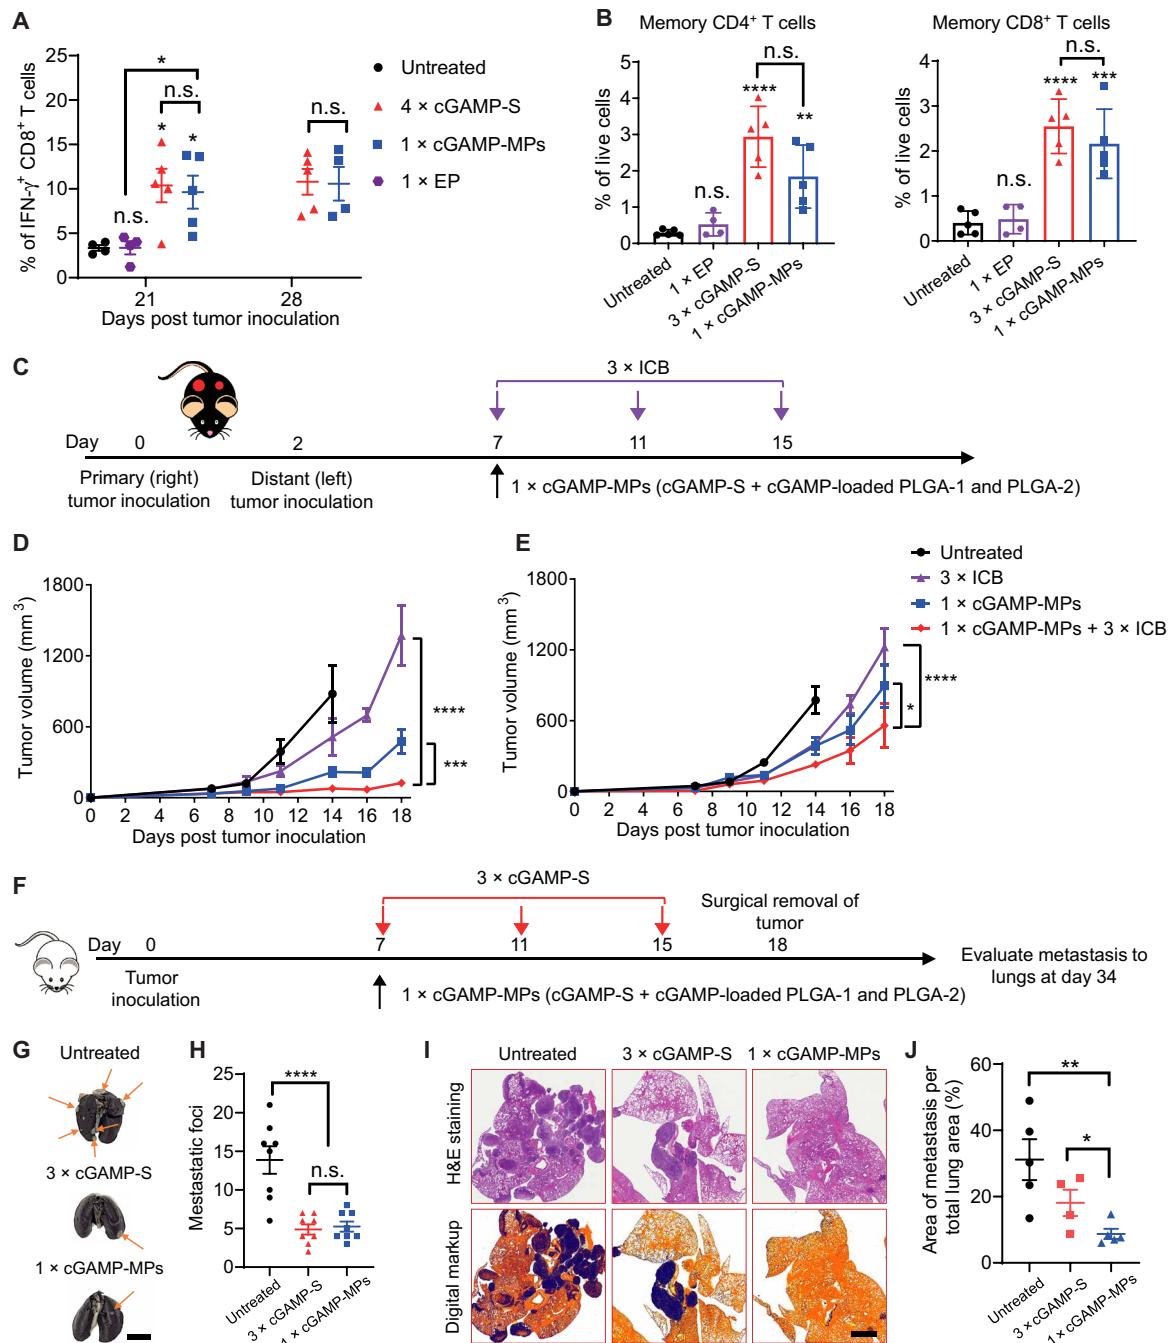 A
% of IFN-γ⁺ CD8⁺ T cells
25
20
15
10
5
0
*
n.s.
*
*
n.s.
n.s.
21
28
Days post tumor inoculation
Untreated
4 × cGAMP-S
1 × cGAMP-MPs
1 × EP
B
Memory CD4⁺ T cells
% of live cells
5
4
3
2
1
0
n.s.
****
**
n.s.
Untreated
1 × EP
3 × cGAMP-S
1 × cGAMP-MPs
Memory CD8⁺ T cells
% of live cells
4
3
2
1
0
n.s.
****
***
n.s.
Untreated
1 × EP
3 × cGAMP-S
1 × cGAMP-MPs
C
3 × ICB
Day 0 2 7 11 15
Primary (right)
tumor inoculation
Distant (left)
tumor inoculation
1 × cGAMP-MPs (cGAMP-S + cGAMP-loaded PLGA-1 and PLGA-2)
D
Tumor volume (mm³)
1800
1200
600
0
0 2 4 6 8 10 12 14 16 18
Days post tumor inoculation
****
***
E
Tumor volume (mm³)
1800
1200
600
0
0 2 4 6 8 10 12 14 16 18
Days post tumor inoculation
****
*
Untreated
3 × ICB
1 × cGAMP-MPs
1 × cGAMP-MPs + 3 × ICB
F
3 × cGAMP-S
Surgical removal of
tumor
Day 0 7 11 15 18
Tumor
inoculation
1 × cGAMP-MPs (cGAMP-S + cGAMP-loaded PLGA-1 and PLGA-2)
Evaluate metastasis to
lungs at day 34
G
Untreated
3 × cGAMP-S
1 × cGAMP-MPs
H
Mestastatic foci
25
20
15
10
5
0
****
n.s.
Untreated
3 × cGAMP-S
1 × cGAMP-MPs
I
Untreated
3 × cGAMP-S
1 × cGAMP-MPs
H&E staining
Digital markup
J
Area of metastasis per
total lung area (%)
60
40
20
0
**
*
Untreated
3 × cGAMP-S
1 × cGAMP-MPs